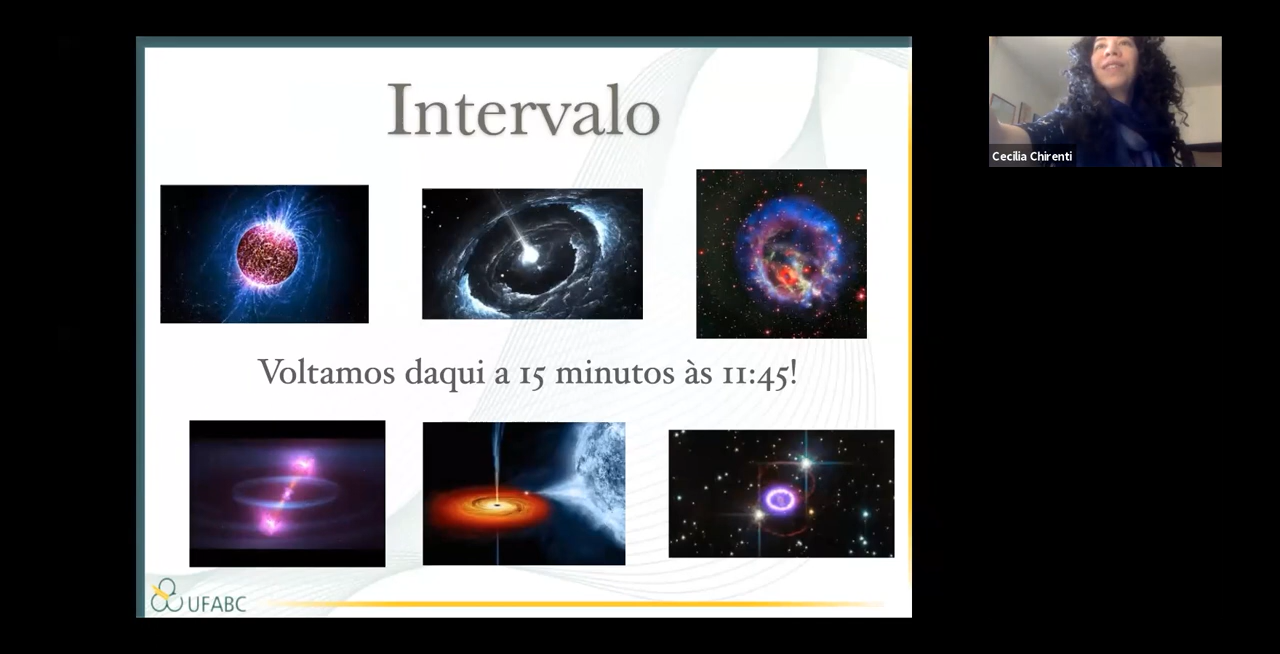 Intervalo
Cecilia Chirenti
Voltamos daqui a 15 minutos às 11:45!
UFABC